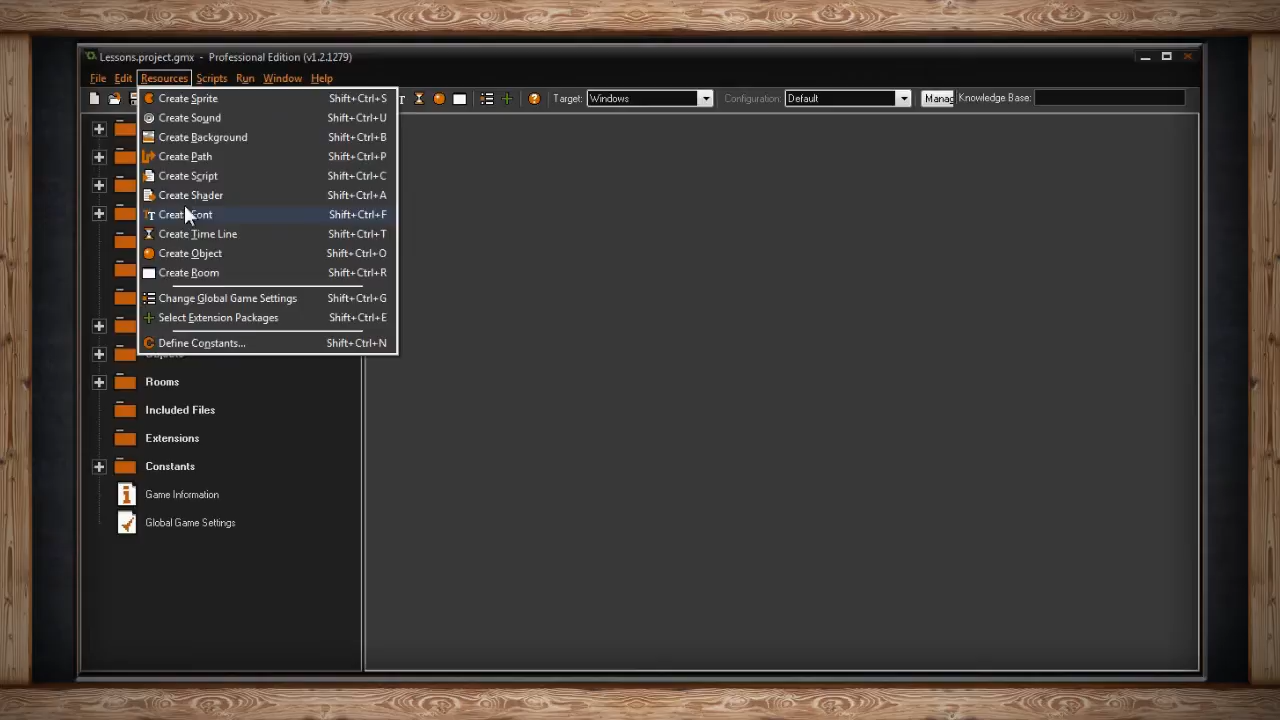 Lessons.project.gmx - Professional Edition (v1.2.1279)
File Edit Resources Scripts Run Window Help
Target: Windows Configuration: Default Manag Knowledge Base:
Create Sprite Shift+Ctrl+S
Create Sound Shift+Ctrl+U
Create Background Shift+Ctrl+B
Create Path Shift+Ctrl+P
Create Script Shift+Ctrl+C
Create Shader Shift+Ctrl+A
Create Font Shift+Ctrl+F
Create Time Line Shift+Ctrl+T
Create Object Shift+Ctrl+O
Create Room Shift+Ctrl+R
Change Global Game Settings Shift+Ctrl+G
Select Extension Packages Shift+Ctrl+E
Define Constants... Shift+Ctrl+N
Objects
Rooms
Included Files
Extensions
Constants
Game Information
Global Game Settings